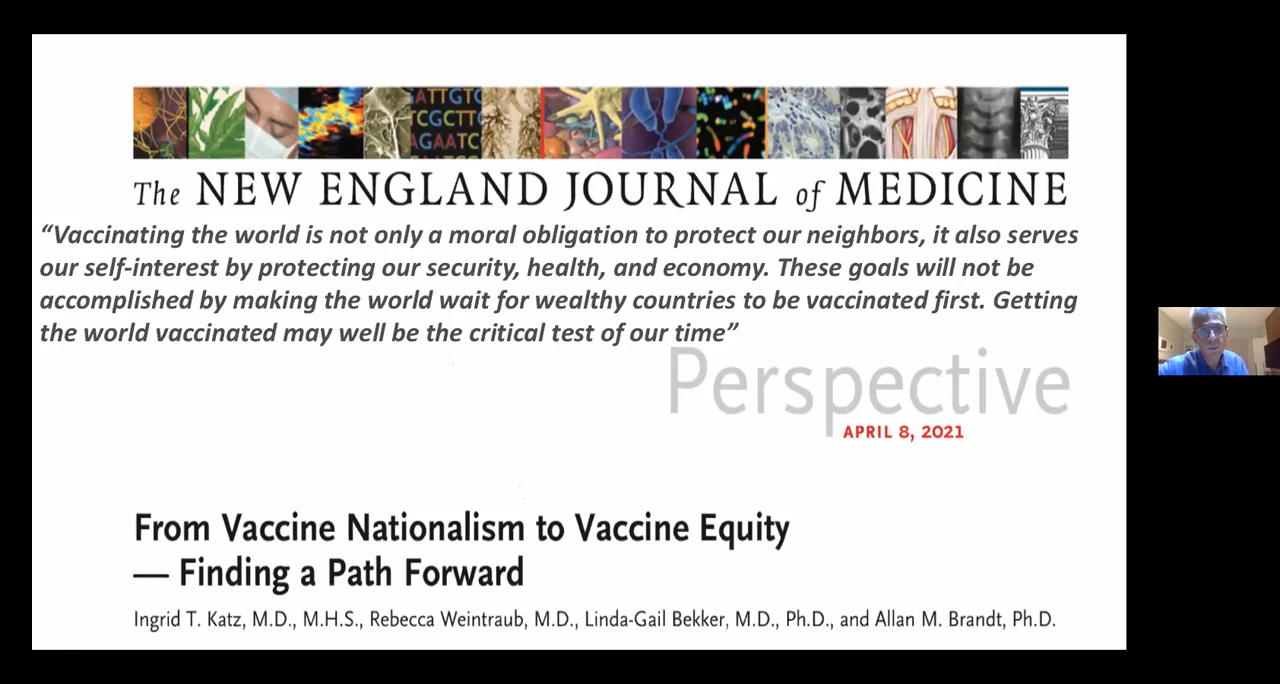 ATTGTC
TCGCTT
AGAATC
The NEW ENGLAND JOURNAL of MEDICINE
“Vaccinating the world is not only a moral obligation to protect our neighbors, it also serves
our self-interest by protecting our security, health, and economy. These goals will not be
accomplished by making the world wait for wealthy countries to be vaccinated first. Getting
the world vaccinated may well be the critical test of our time”
Perspective
APRIL 8, 2021
From Vaccine Nationalism to Vaccine Equity
— Finding a Path Forward
Ingrid T. Katz, M.D., M.H.S., Rebecca Weintraub, M.D., Linda-Gail Bekker, M.D., Ph.D., and Allan M. Brandt, Ph.D.